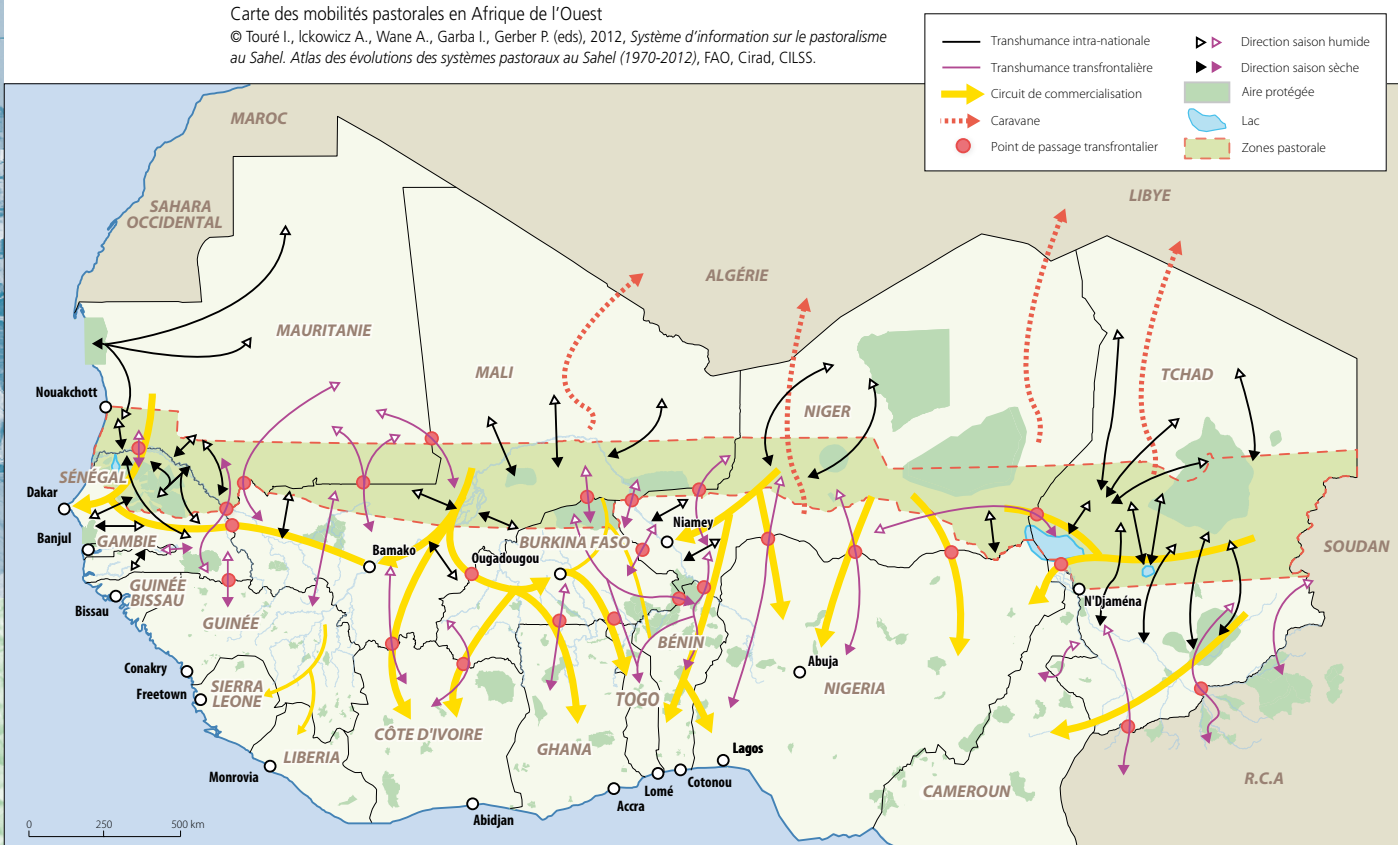 Carte des mobilités pastorales en Afrique de l'Ouest
© Touré I., Ickowicz A., Wane A., Garba I., Gerber P. (eds), 2012, Système d'information sur le pastoralisme
au Sahel. Atlas des évolutions des systèmes pastoraux au Sahel (1970-2012), FAO, Cirad, CILSS.
Transhumance intra-nationale
Direction saison humide
Transhumance transfrontalière
Direction saison sèche
Circuit de commercialisation
Aire protégée
Caravane
Lac
Point de passage transfrontalier
Zones pastorale
MAROC
LIBYE
SAHARA
OCCIDENTAL
ALGÉRIE
MAURITANIE
MALI
TCHAD
Nouakchott
NIGER
SÉNÉGAL
Dakar
Niamey
Banjul
GAMBIE
BURKINA FASO
SOUDAN
Bamako
Ougadougou
GUINÉE
BISSAU
N'Djaména
Bissau
GUINÉE
BÉNIN
Conakry
Abuja
SIERRA
LEONE
NIGERIA
Freetown
TOGO
CÔTE D'IVOIRE
GHANA
LIBERIA
Lagos
Monrovia
Cotonou
Lomé
R.C.A
CAMEROUN
Accra
Abidjan
0 250 500 km